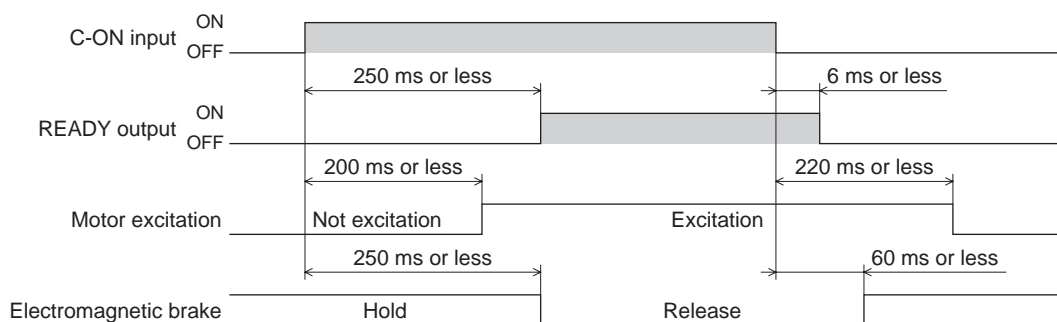 C-ON input
ON
OFF
250 ms or less
6 ms or less
READY output
ON
OFF
200 ms or less
220 ms or less
Motor excitation
Not excitation
Excitation
250 ms or less
60 ms or less
Electromagnetic brake
Hold
Release